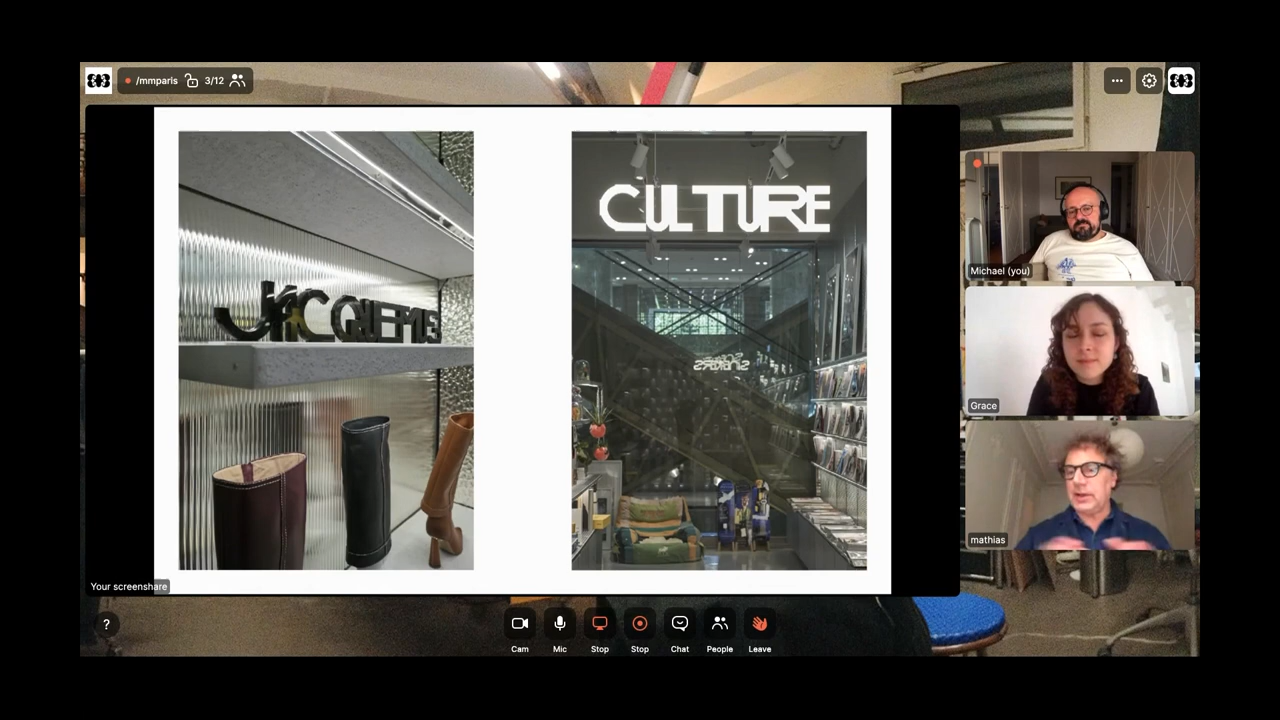 /mmparis
3/12
JACQUEMUS
CULTURE
Michael (you)
Grace
mathias
Your screenshare
?
Cam
Mic
Stop
Stop
Chat
People
Leave